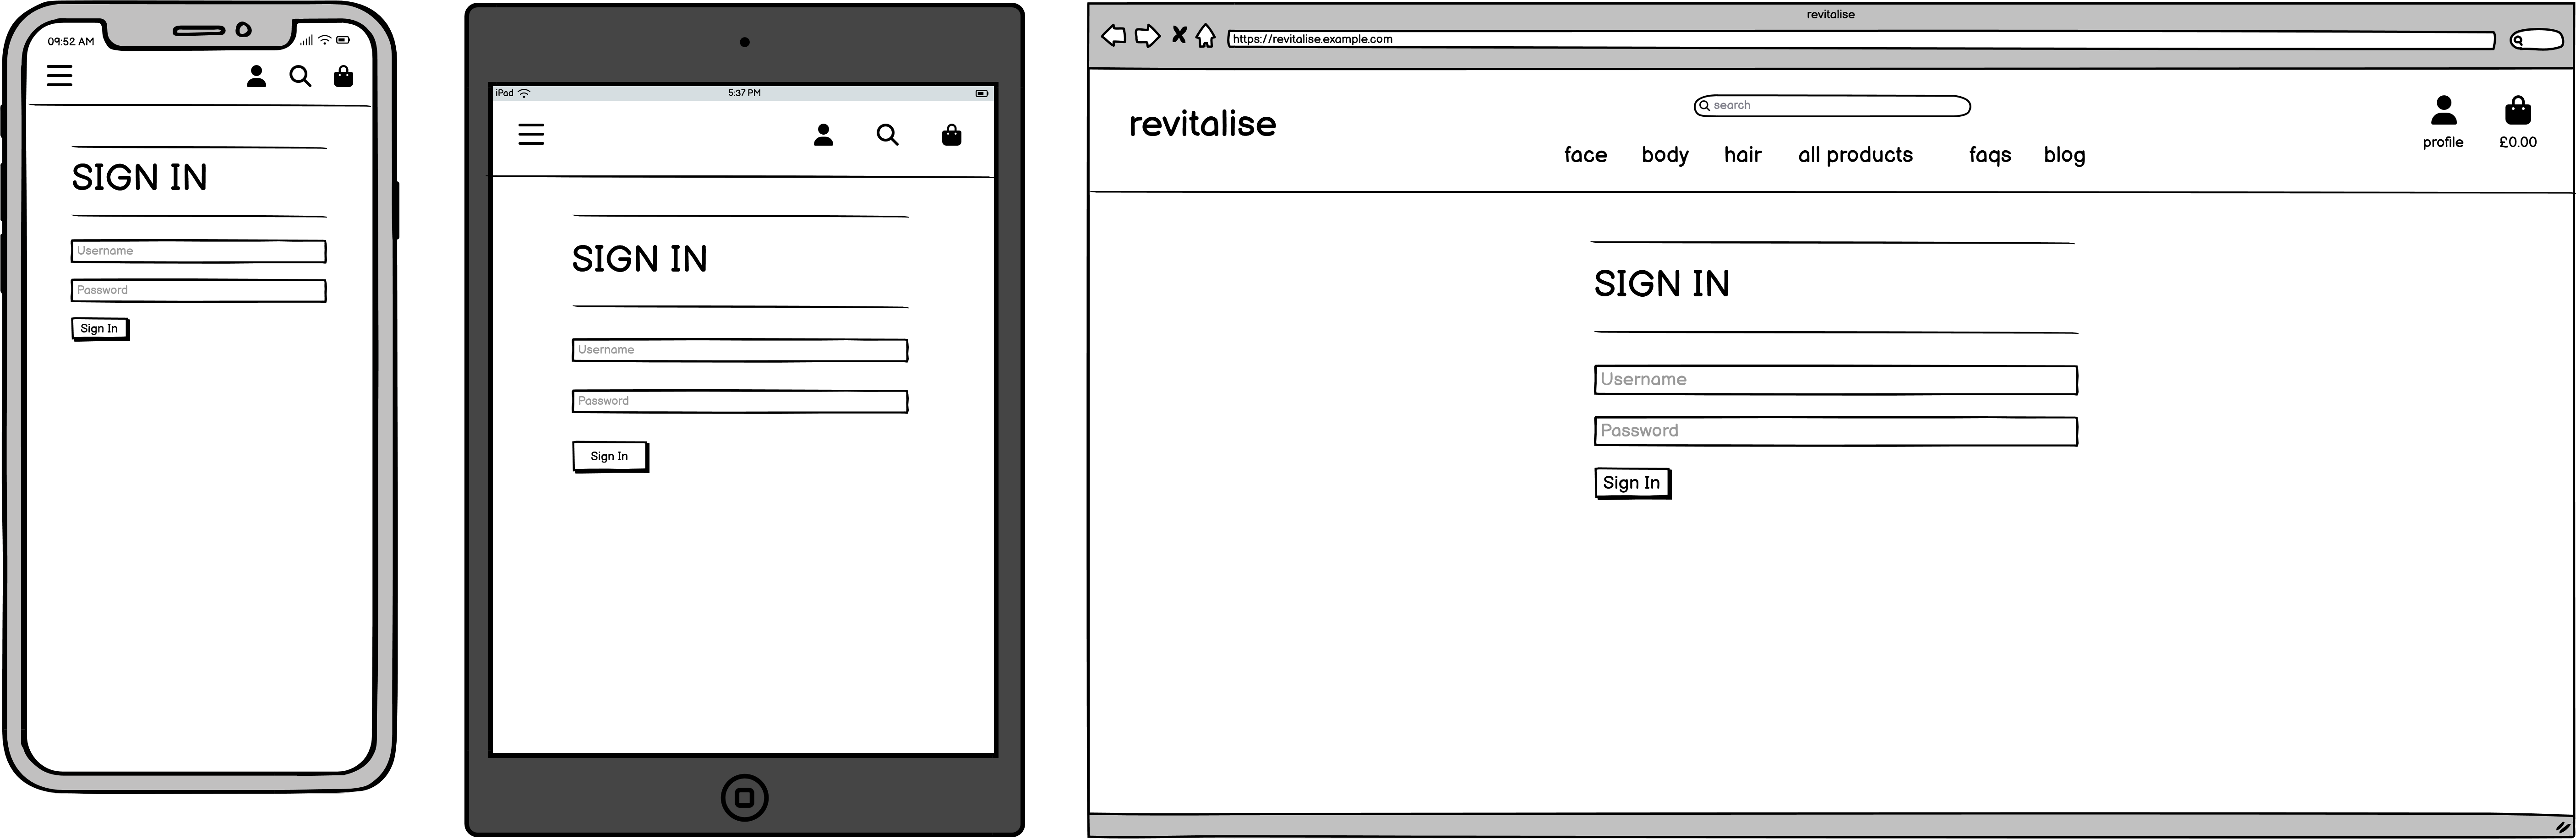 09:52 AM
SIGN IN
Username
Password
Sign In
iPad
5:37 PM
SIGN IN
Username
Password
Sign In
revitalise
https://revitalise.example.com
revitalise
search
face body hair all products faqs blog
profile £0.00
SIGN IN
Username
Password
Sign In